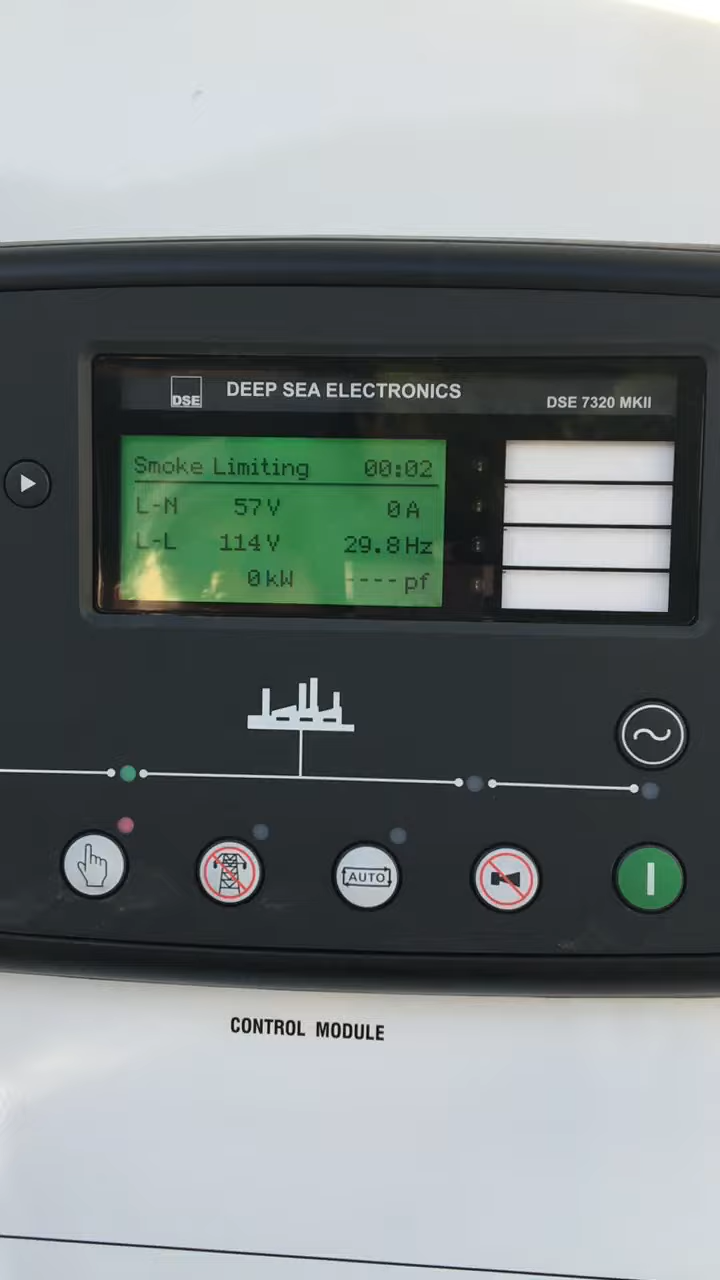 DSE
DEEP SEA ELECTRONICS
DSE 7320 MKII
Smoke Limiting 00:02
L-N 57V 0A
L-L 114V 29.8Hz
0kW ---- pf
AUTO
CONTROL MODULE